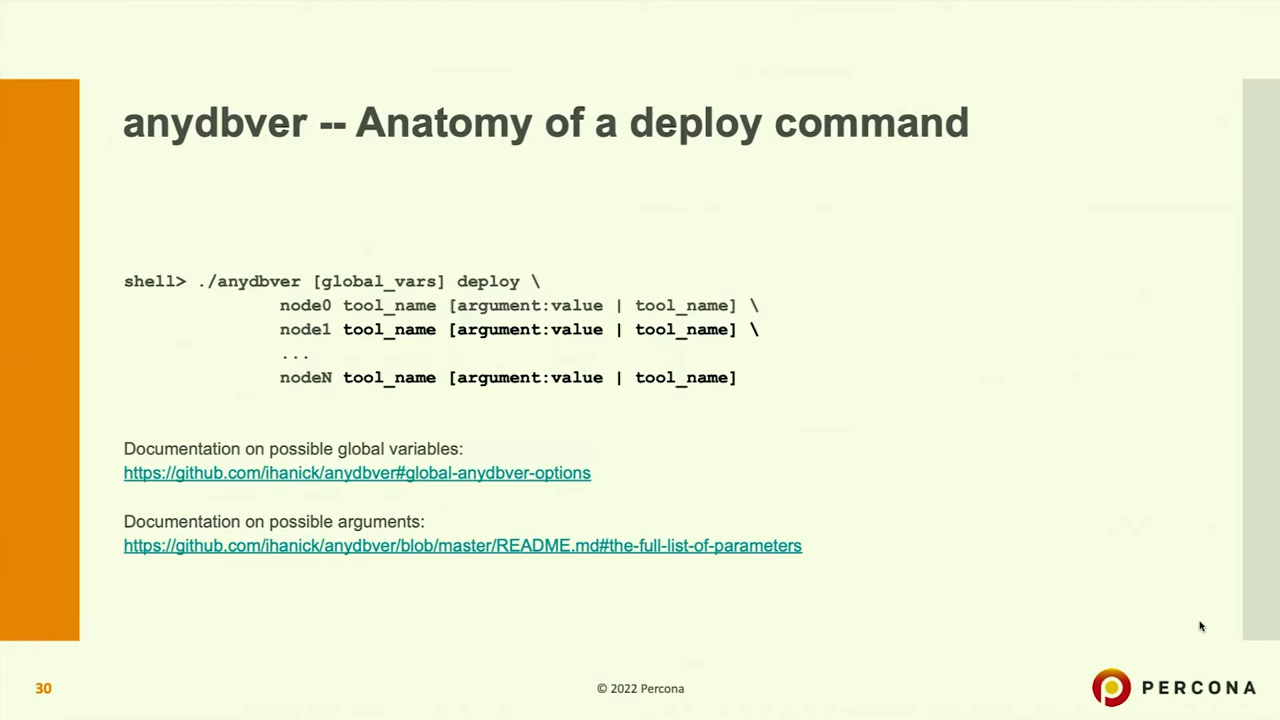 anydbver -- Anatomy of a deploy command
shell> ./anydbver [global_vars] deploy \
node0 tool_name [argument:value | tool_name] \
node1 tool_name [argument:value | tool_name] \
...
nodeN tool_name [argument:value | tool_name]
Documentation on possible global variables:
https://github.com/ihanick/anydbver#global-anydbver-options
Documentation on possible arguments:
https://github.com/ihanick/anydbver/blob/master/README.md#the-full-list-of-parameters
30
© 2022 Percona
PERCONA